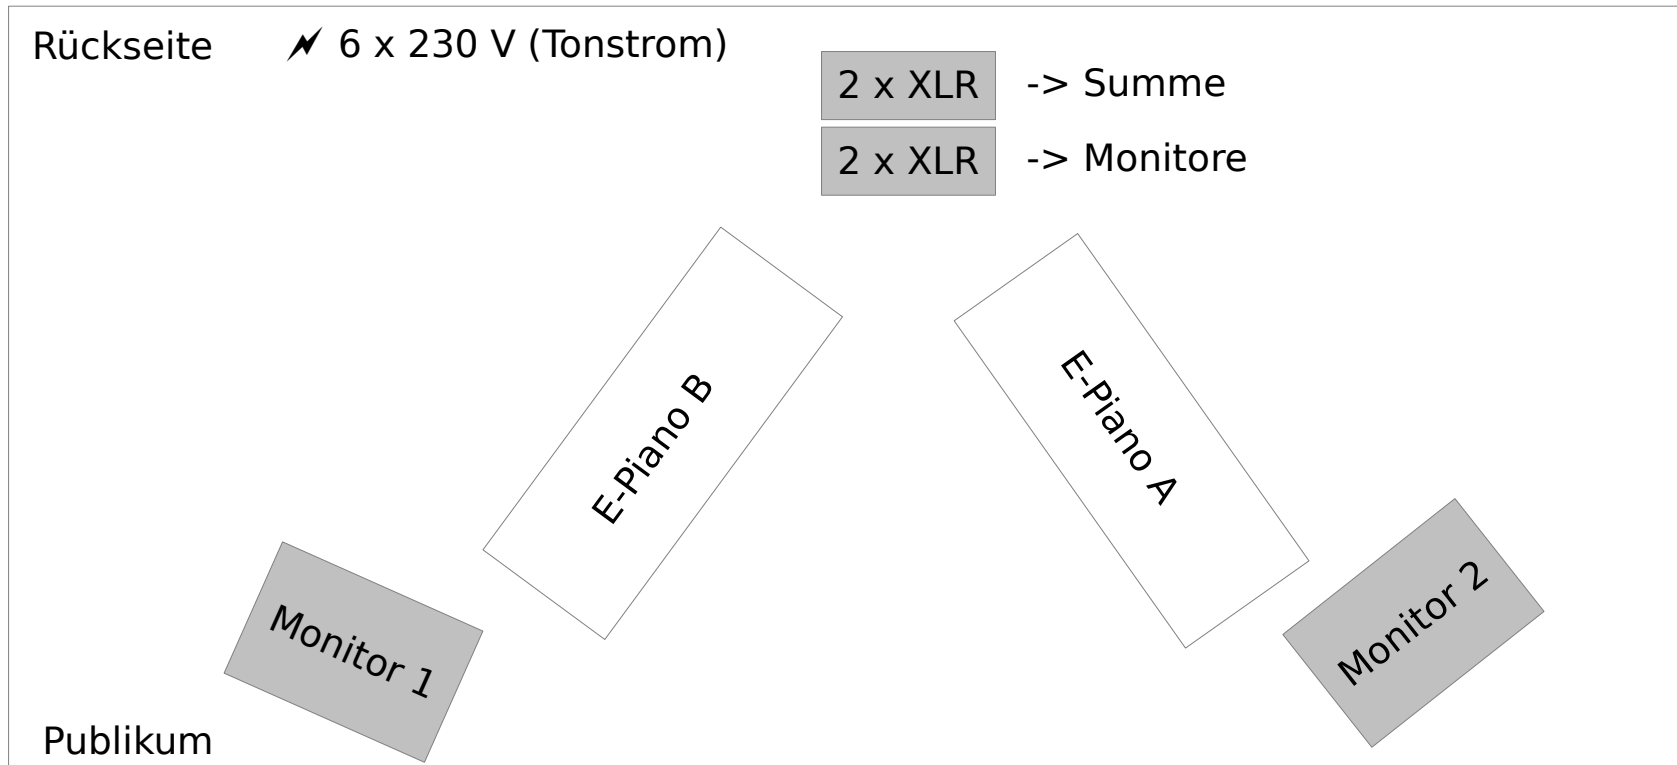 Rückseite
6 x 230 V (Tonstrom)
2 x XLR
-> Summe
2 x XLR
-> Monitore
E-Piano B
E-Piano A
Monitor 1
Monitor 2
Publikum